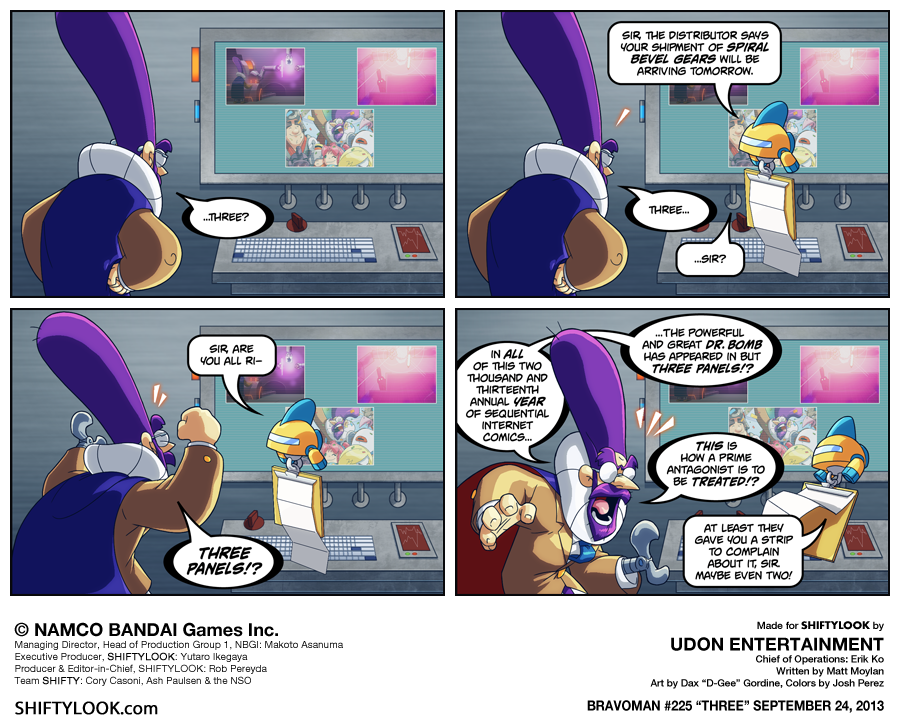 ...THREE?
SIR, THE DISTRIBUTOR SAYS
YOUR SHIPMENT OF SPIRAL
BEVEL GEARS WILL BE
ARRIVING TOMORROW.
THREE...
...SIR?
SIR, ARE
YOU ALL RI-
THREE
PANELS!?
IN ALL
OF THIS TWO
THOUSAND AND
THIRTEENTH
ANNUAL YEAR
OF SEQUENTIAL
INTERNET
COMICS...
...THE POWERFUL
AND GREAT DR. BOMB
HAS APPEARED IN BUT
THREE PANELS!?
THIS IS
HOW A PRIME
ANTAGONIST IS TO
BE TREATED!?
AT LEAST THEY
GAVE YOU A STRIP
TO COMPLAIN
ABOUT IT, SIR.
MAYBE EVEN TWO!
© NAMCO BANDAI Games Inc.
Managing Director, Head of Production Group 1, NBGI: Makoto Asanuma
Executive Producer, SHIFTYLOOK: Yutaro Ikegaya
Producer & Editor-in-Chief, SHIFTYLOOK: Rob Pereyda
Team SHIFTY: Cory Casoni, Ash Paulsen & the NSO
SHIFTYLOOK.com
Made for SHIFTYLOOK by
UDON ENTERTAINMENT
Chief of Operations: Erik Ko
Written by Matt Moylan
Art by Dax “D-Gee” Gordine, Colors by Josh Perez
BRAVOMAN #225 “THREE” SEPTEMBER 24, 2013